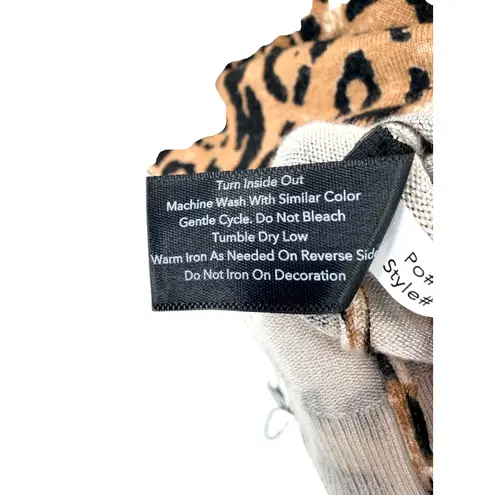 Turn Inside Out
Machine Wash With Similar Color
Gentle Cycle. Do Not Bleach
Tumble Dry Low
Warm Iron As Needed On Reverse Side
Do Not Iron On Decoration
Po#
Style#